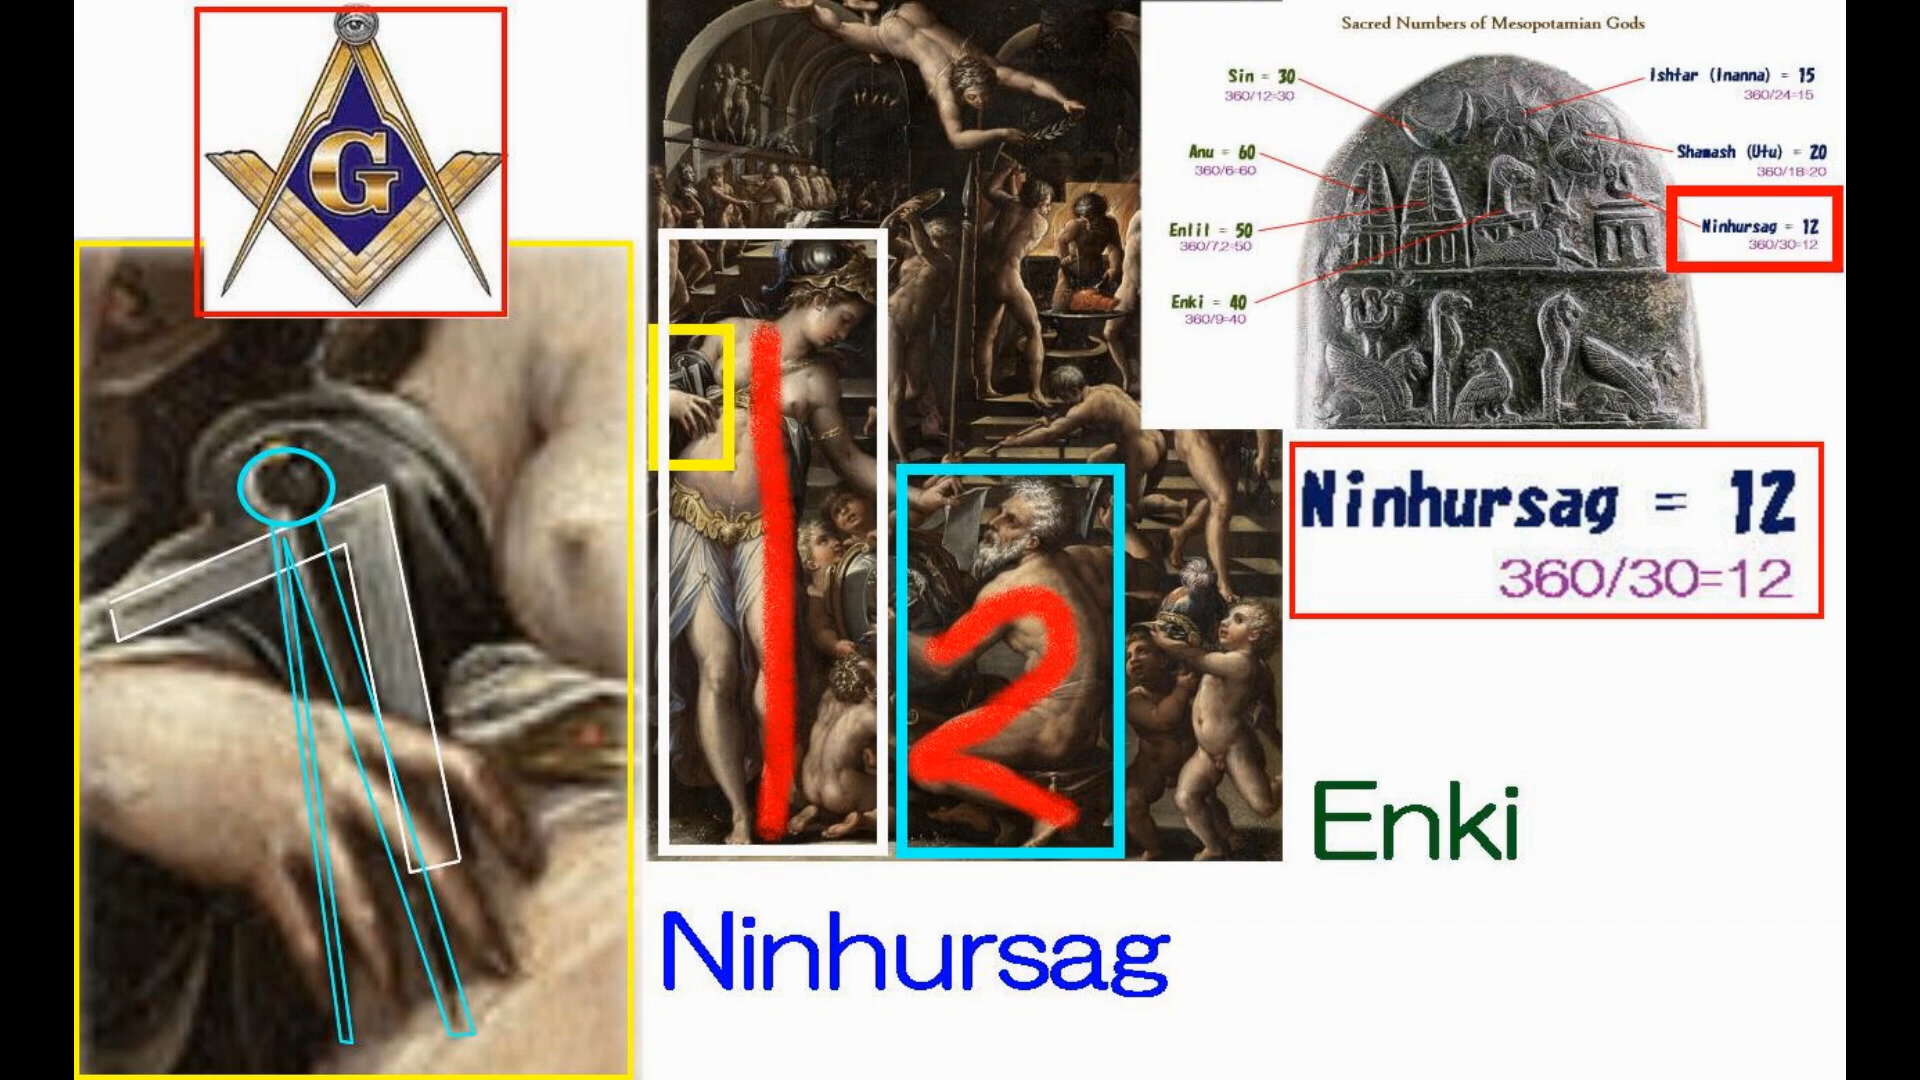 G
Sacred Numbers of Mesopotamian Gods
Sin = 30
360/12=30
Anu = 60
360/6=60
Enlil = 50
360/7,2=50
Enki = 40
360/9=40
Ishtar (Inanna) = 15
360/24=15
Shamash (Utu) = 20
360/18=20
Ninhursag = 12
360/30=12
12
Ninhursag = 12
360/30=12
Enki
Ninhursag